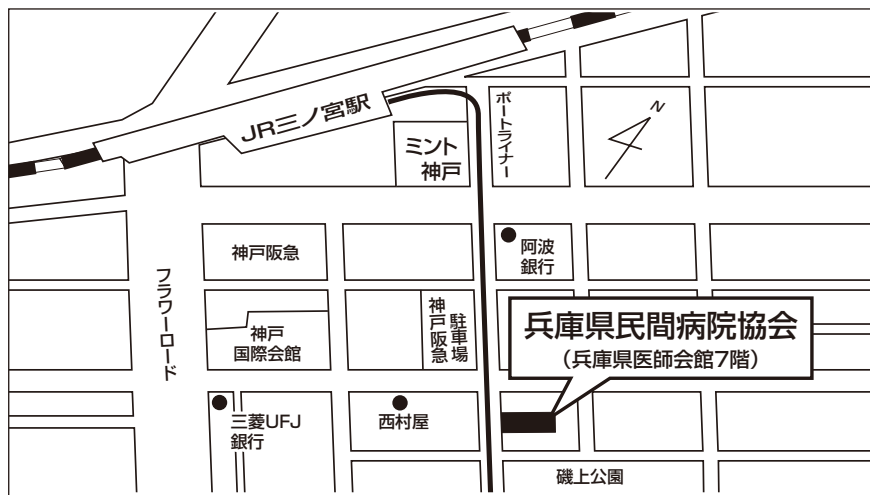 JR三ノ宮駅
ポートライナー
N
ミント
神戸
神戸阪急
阿波
銀行
フラワーロード
神戸
国際会館
神戸阪急
駐車場
兵庫県民間病院協会
（兵庫県医師会館7階）
三菱UFJ
銀行
西村屋
磯上公園